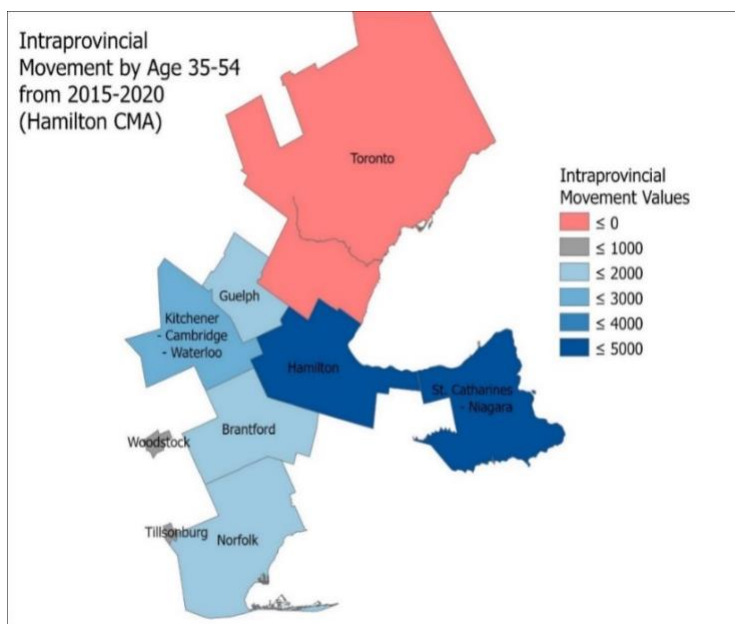 Intraprovincial
Movement by Age 35-54
from 2015-2020
(Hamilton CMA)
Toronto
Intraprovincial
Movement Values
≤ 0
≤ 1000
≤ 2000
≤ 3000
≤ 4000
≤ 5000
Guelph
Kitchener
- Cambridge
- Waterloo
Hamilton
St. Catharines
- Niagara
Brantford
Woodstock
Tillsonburg
Norfolk